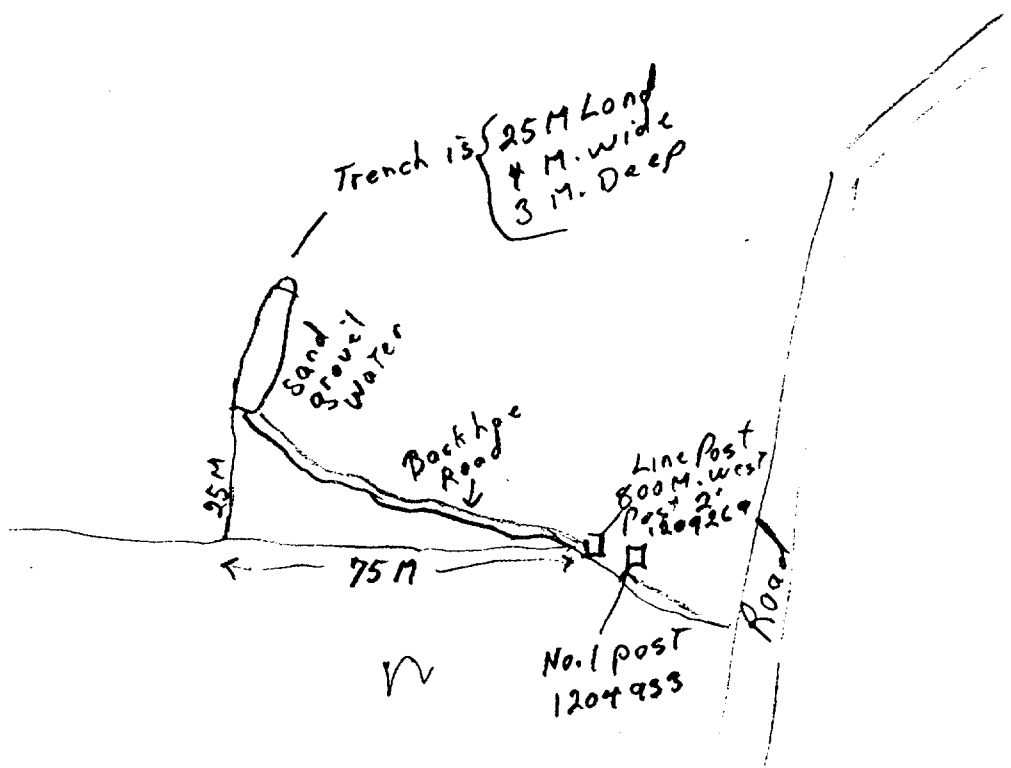 Trench is { 25 M Long
4 M. wide
3 M. Deep
Sand
gravel
water
Backhoe
Road
25 M
75 M
Line Post
800 M. West
Post 2
1209269
Road
No. 1 post
1204933
n